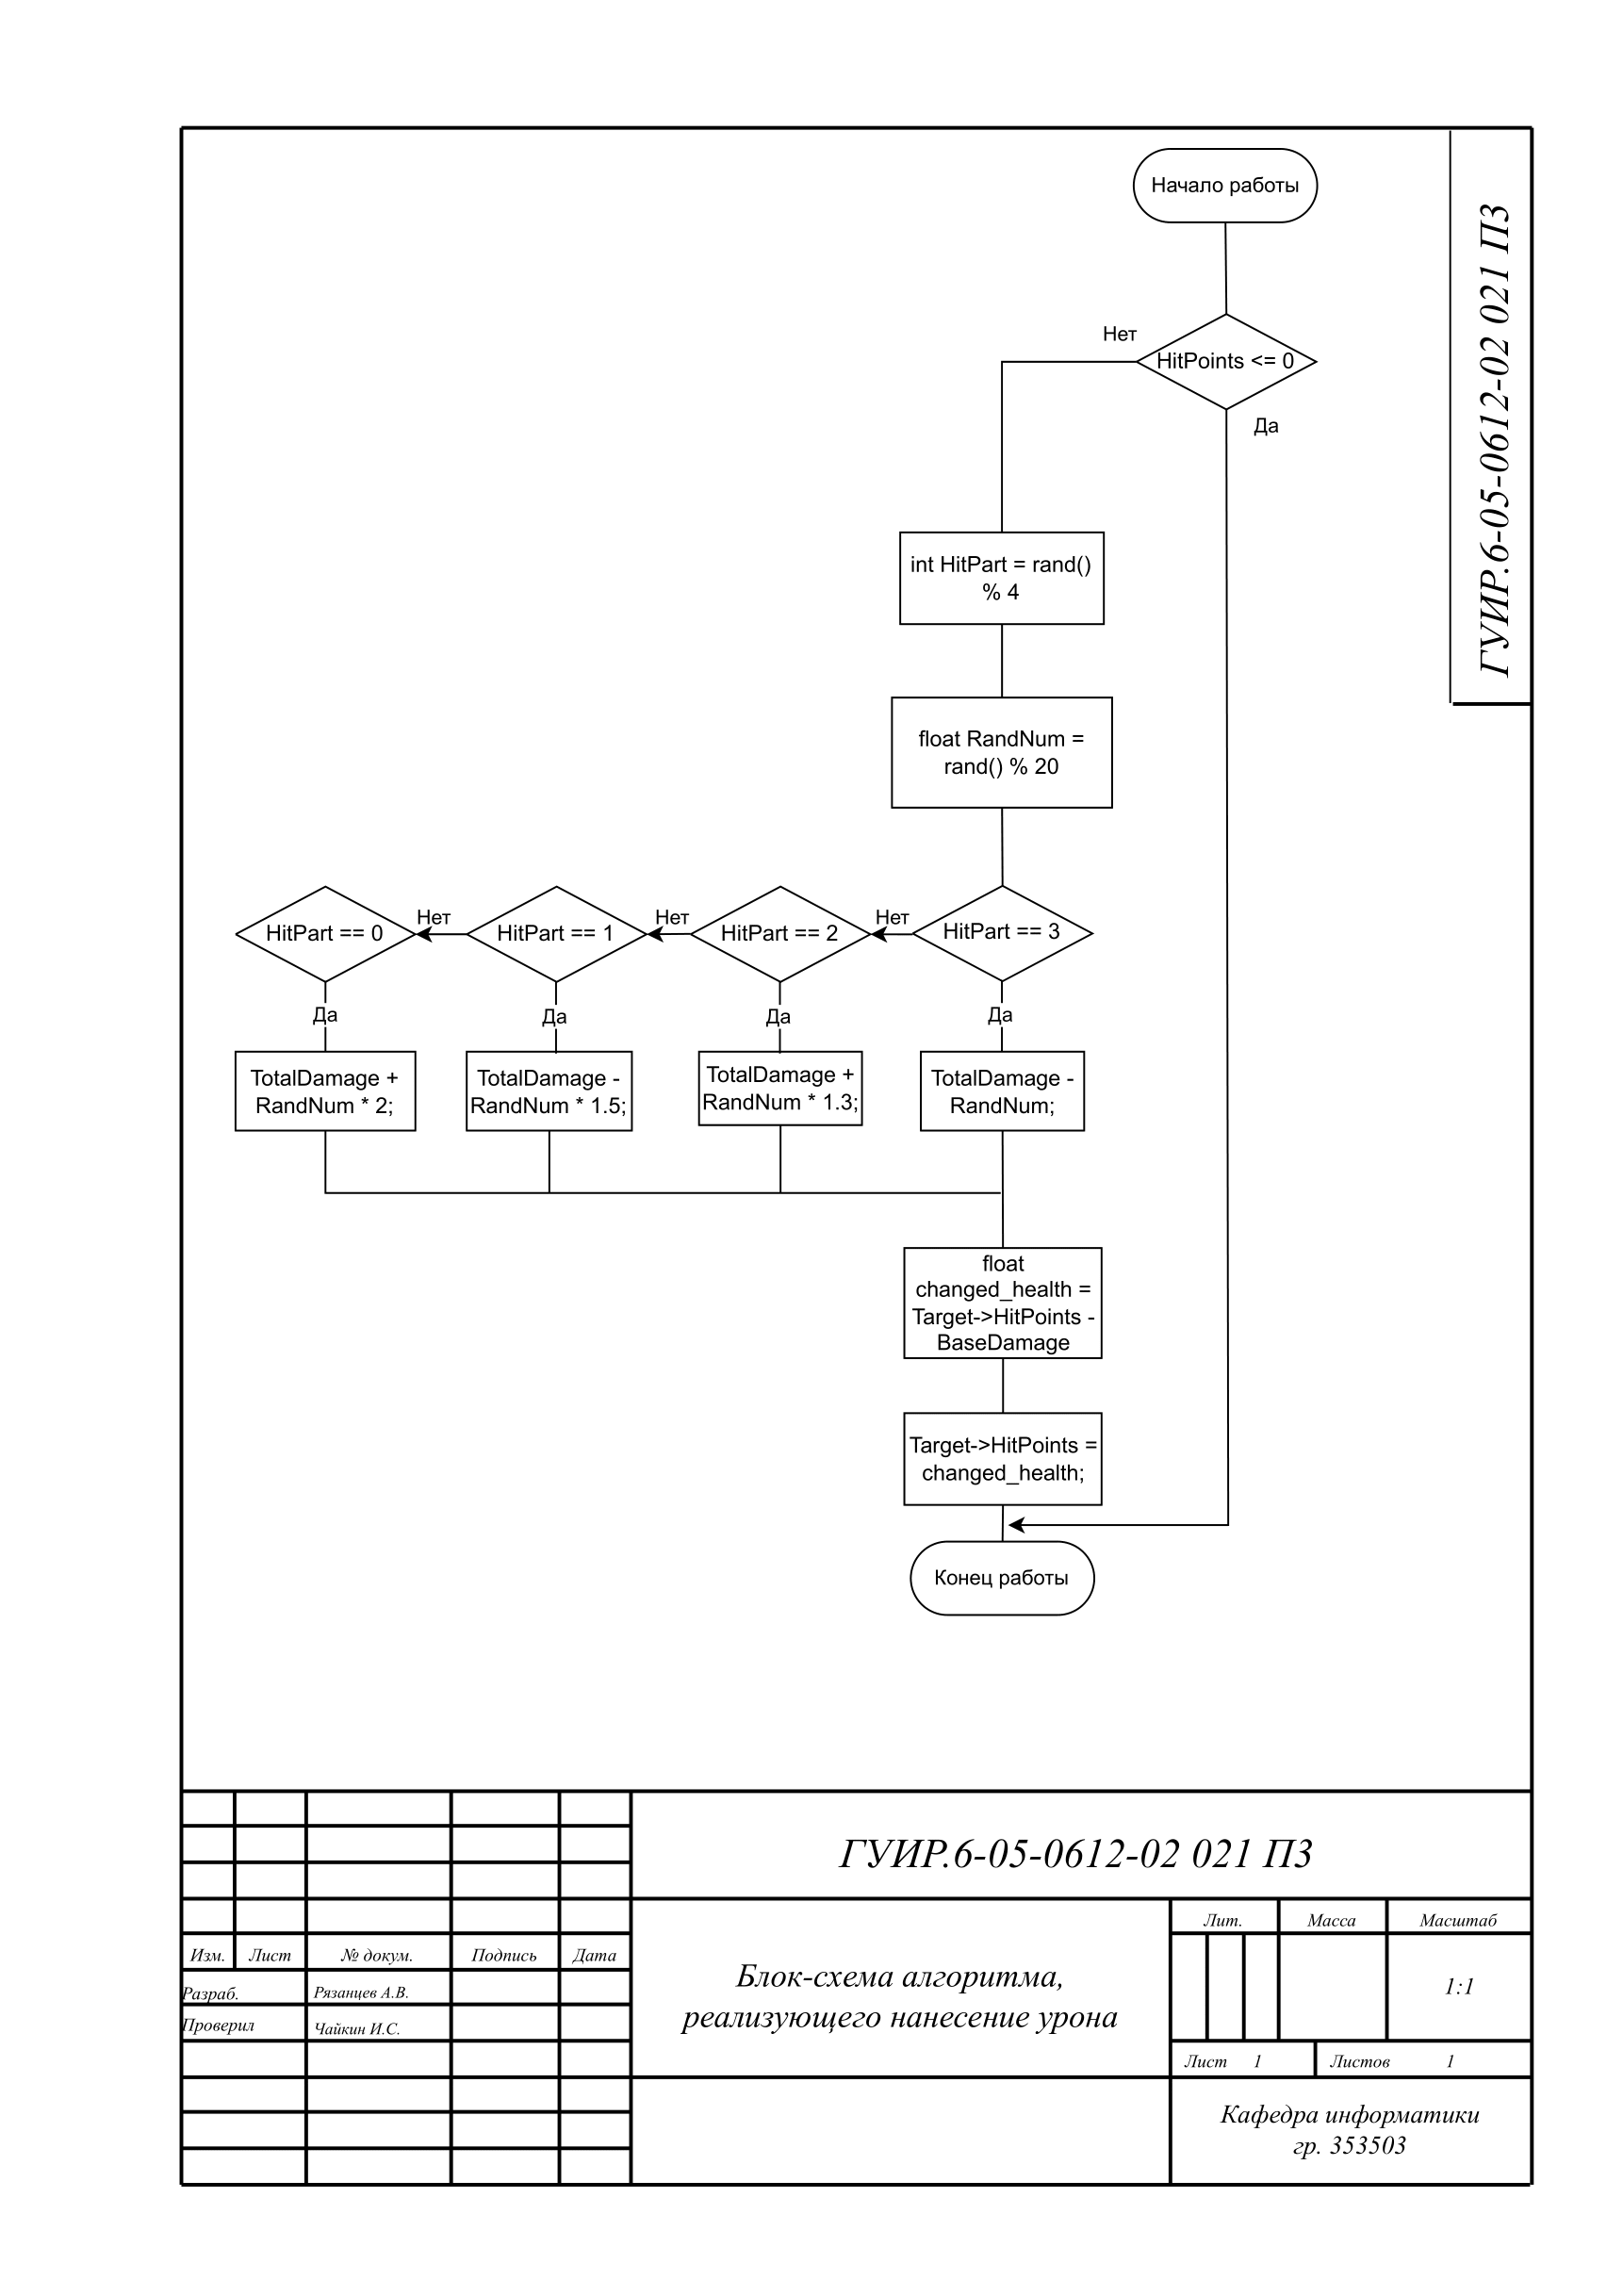 Начало работы
ГУИР.6-05-0612-02 021 ПЗ
Нет
HitPoints <= 0
Да
int HitPart = rand()
% 4
float RandNum =
rand() % 20
HitPart == 0
Нет
HitPart == 1
Нет
HitPart == 2
Нет
HitPart == 3
Да
Да
Да
Да
TotalDamage +
RandNum * 2;
TotalDamage -
RandNum * 1.5;
TotalDamage +
RandNum * 1.3;
TotalDamage -
RandNum;
float
changed_health =
Target->HitPoints -
BaseDamage
Target->HitPoints =
changed_health;
Конец работы
ГУИР.6-05-0612-02 021 ПЗ
Изм.
Лист
№ докум.
Подпись
Дата
Разраб.
Рязанцев А.В.
Проверил
Чайкин И.С.
Блок-схема алгоритма,
реализующего нанесение урона
Лит.
Масса
Масштаб
1:1
Лист 1
Листов 1
Кафедра информатики
гр. 353503